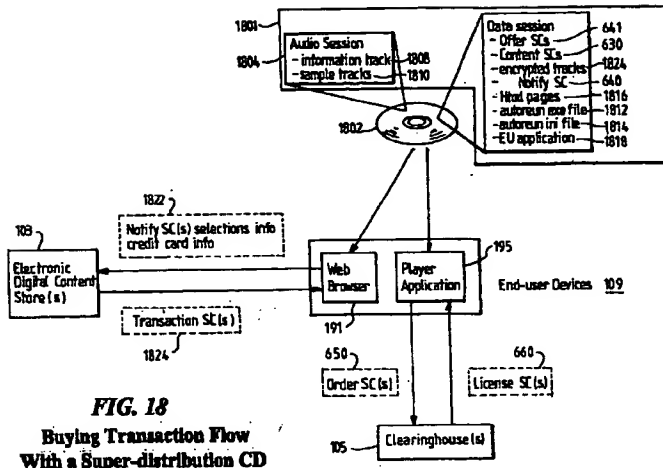 1801
1804
Audio Session
- information track
- sample tracks
1808
1810
1802
Data session
- Offer SCs
- Content SCs
- encrypted tracks
- Notify SC
- Html pages
- autorun exe file
- autorun ini file
- EU application
641
630
1824
640
1816
1812
1814
1818
1822
Notify SC(s) selections info
credit card info
103
Electronic
Digital Content
Store(s)
Transaction SC(s)
1824
Web
Browser
191
Player
Application
195
End-user Devices 109
650
Order SC(s)
660
License SC(s)
105
Clearinghouse(s)
FIG. 18
Buying Transaction Flow
With a Super-distribution CD